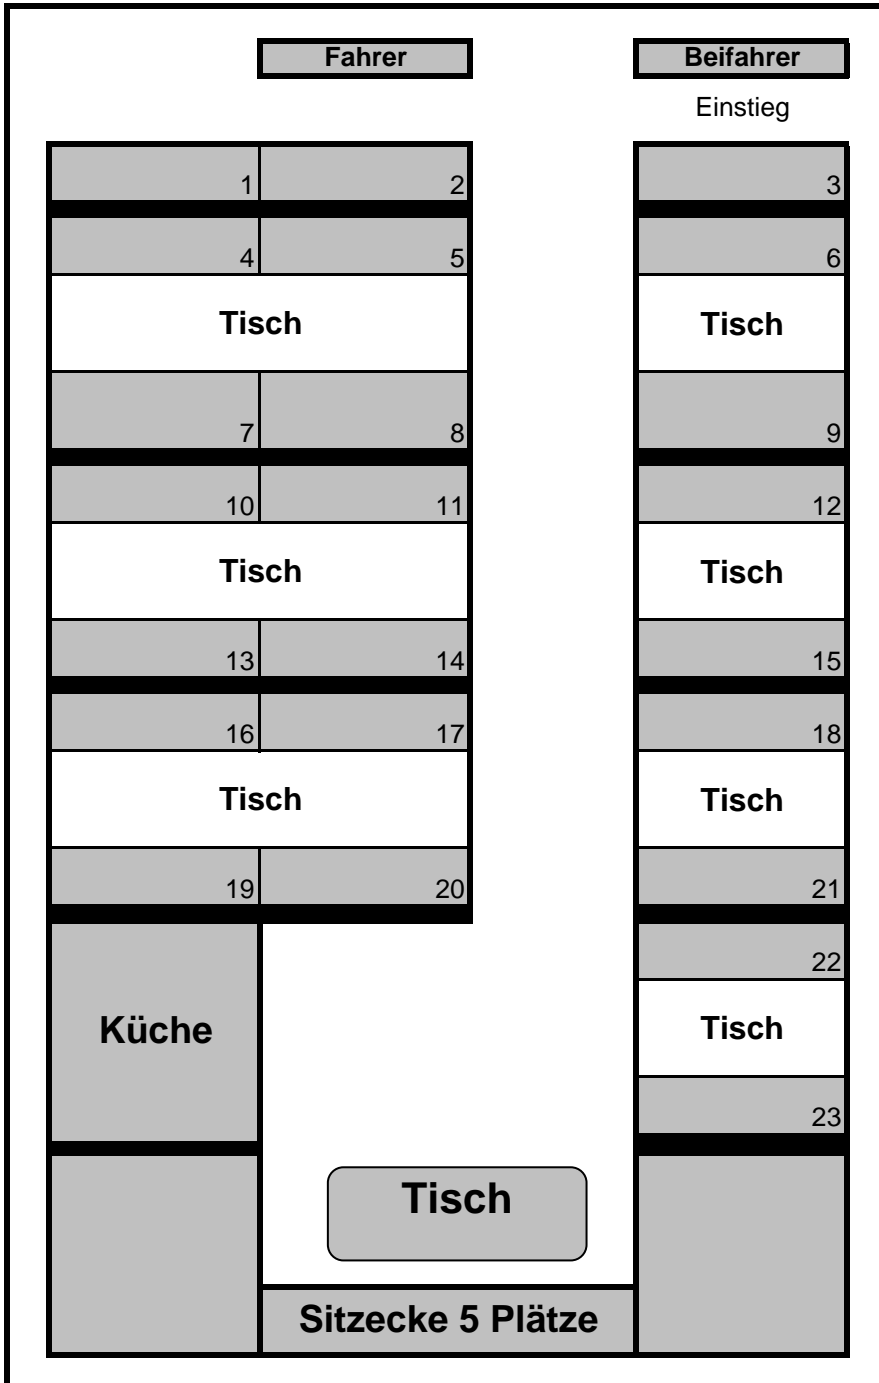 Fahrer Beifahrer
Einstieg
1 2 3
4 5 6
Tisch Tisch
7 8 9
10 11 12
Tisch Tisch
13 14 15
16 17 18
Tisch Tisch
19 20 21
22
Küche Tisch
23
Tisch
Sitzecke 5 Plätze